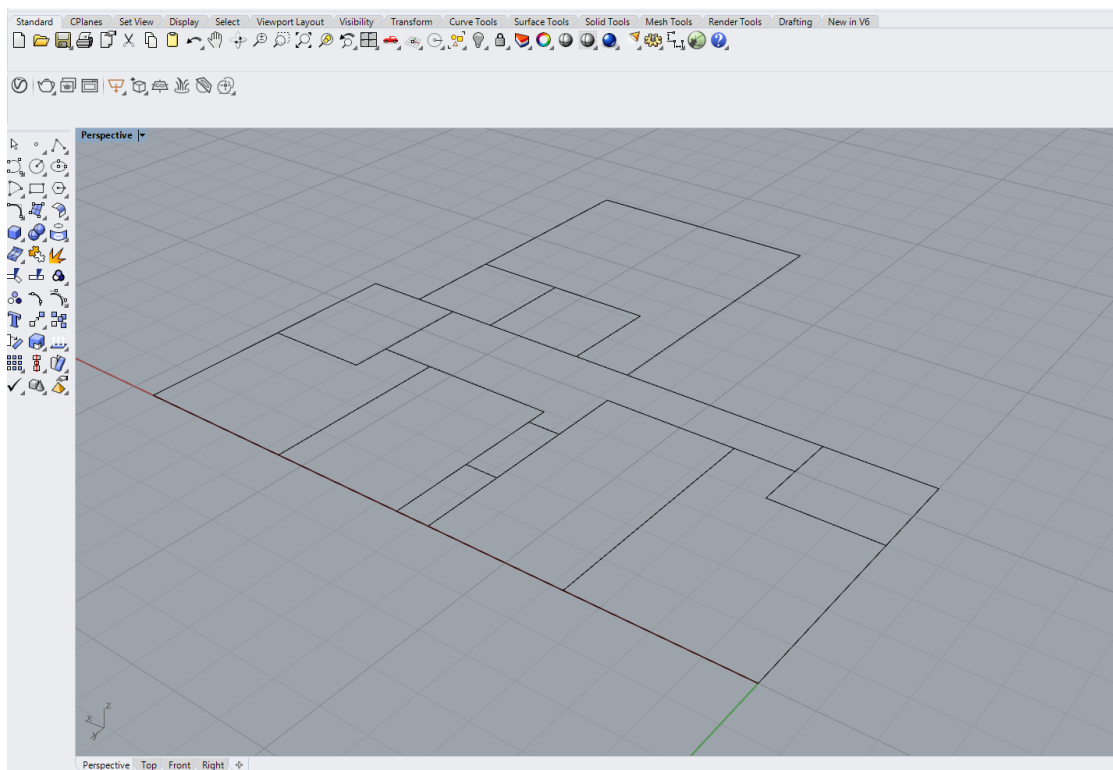 Standard CPlanes Set View Display Select Viewport Layout Visibility Transform Curve Tools Surface Tools Solid Tools Mesh Tools Render Tools Drafting New in V6
Perspective
z
x
y
Perspective Top Front Right